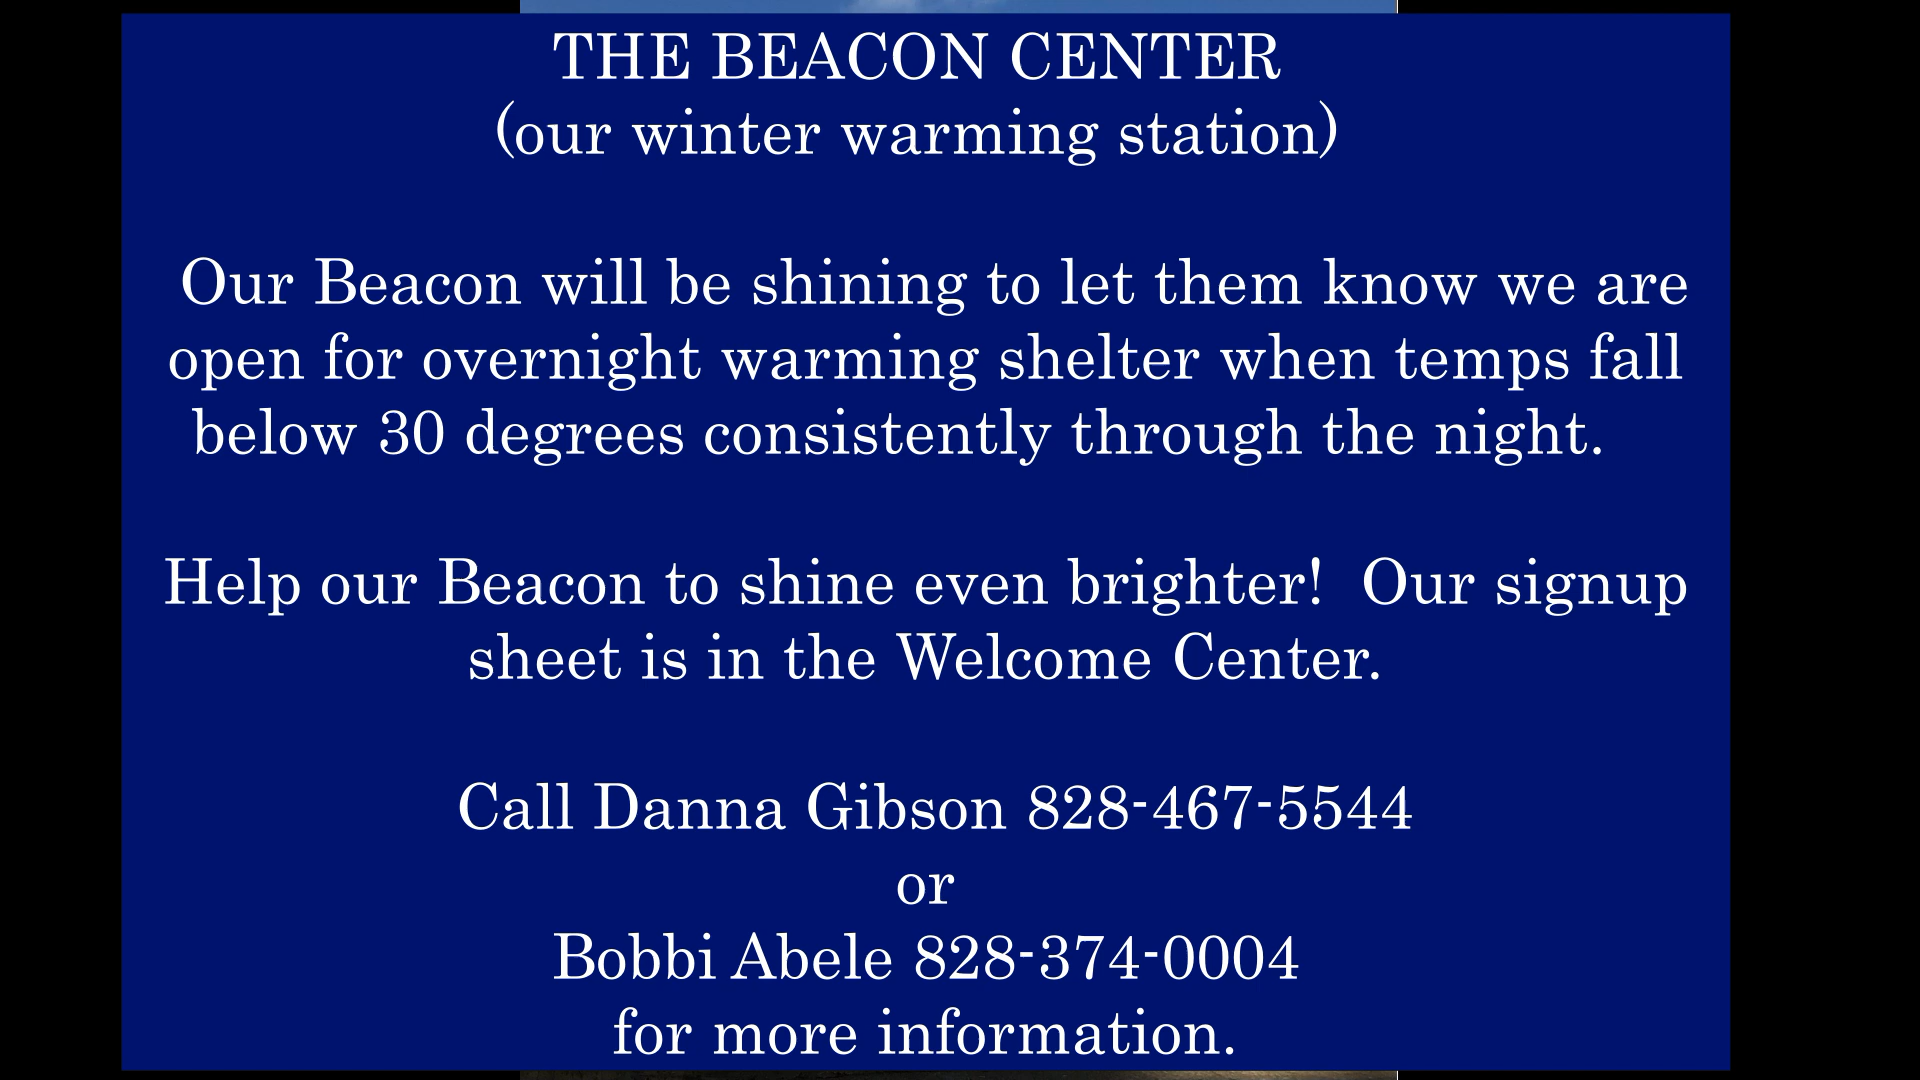 THE BEACON CENTER
(our winter warming station)
Our Beacon will be shining to let them know we are
open for overnight warming shelter when temps fall
below 30 degrees consistently through the night.
Help our Beacon to shine even brighter!  Our signup
sheet is in the Welcome Center.
Call Danna Gibson 828-467-5544
or
Bobbi Abele 828-374-0004
for more information.